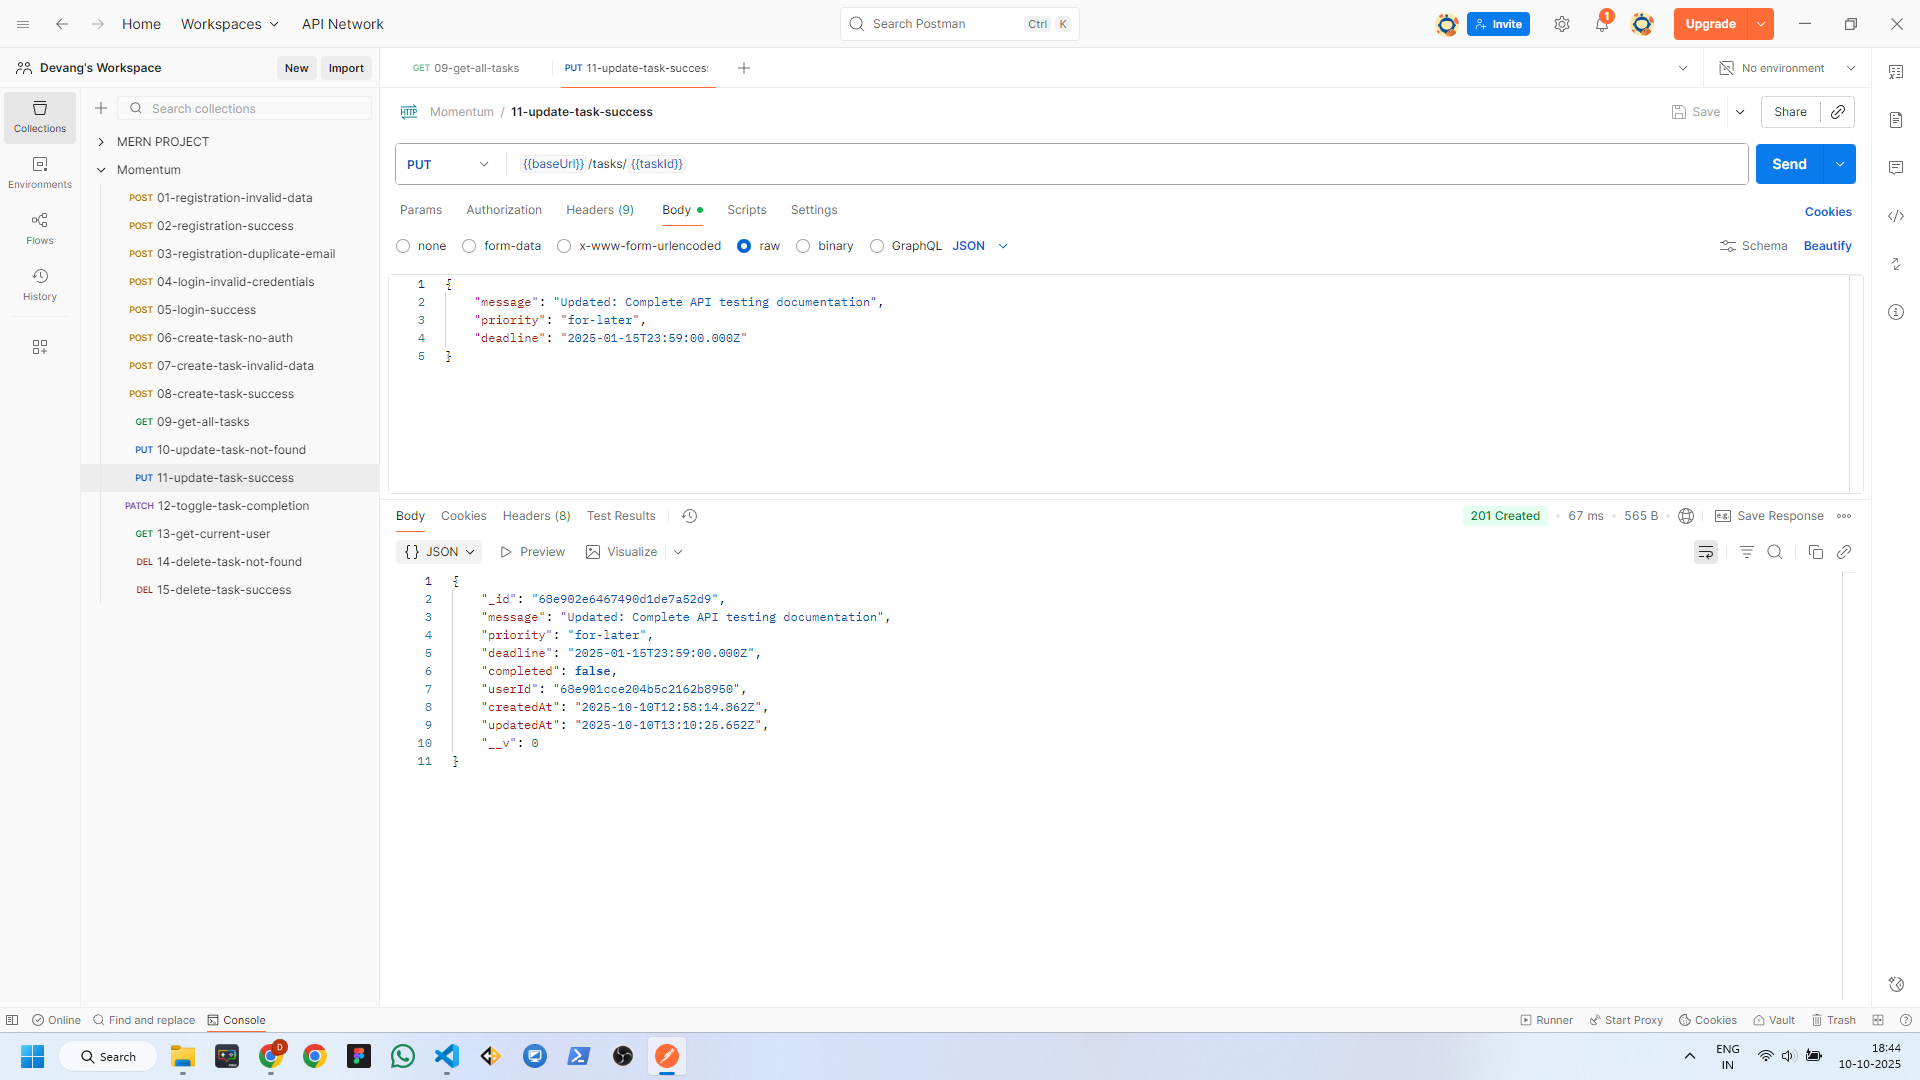 Home Workspaces API Network Search Postman Ctrl K Invite 1 Upgrade
Devang's Workspace New Import GET 09-get-all-tasks PUT 11-update-task-succes No environment
Collections
Environments
Flows
History
Search collections
MERN PROJECT
Momentum
POST 01-registration-invalid-data
POST 02-registration-success
POST 03-registration-duplicate-email
POST 04-login-invalid-credentials
POST 05-login-success
POST 06-create-task-no-auth
POST 07-create-task-invalid-data
POST 08-create-task-success
GET 09-get-all-tasks
PUT 10-update-task-not-found
PUT 11-update-task-success
PATCH 12-toggle-task-completion
GET 13-get-current-user
DEL 14-delete-task-not-found
DEL 15-delete-task-success
HTTP Momentum / 11-update-task-success Save Share
PUT {{baseUrl}} /tasks/ {{taskId}} Send
Params Authorization Headers (9) Body Scripts Settings Cookies
none form-data x-www-form-urlencoded raw binary GraphQL JSON Schema Beautify
1 {
2 "message": "Updated: Complete API testing documentation",
3 "priority": "for-later",
4 "deadline": "2025-01-15T23:59:00.000Z"
5 }
Body Cookies Headers (8) Test Results 201 Created • 67 ms • 565 B e.g. Save Response
{} JSON Preview Visualize
1 {
2 "_id": "68e902e6467490d1de7a52d9",
3 "message": "Updated: Complete API testing documentation",
4 "priority": "for-later",
5 "deadline": "2025-01-15T23:59:00.000Z",
6 "completed": false,
7 "userId": "68e901cce204b5c2162b8950",
8 "createdAt": "2025-10-10T12:58:14.862Z",
9 "updatedAt": "2025-10-10T13:10:25.652Z",
10 "__v": 0
11 }
Online Find and replace Console Runner Start Proxy Cookies Vault Trash
Search D ENG 18:44
IN 10-10-2025